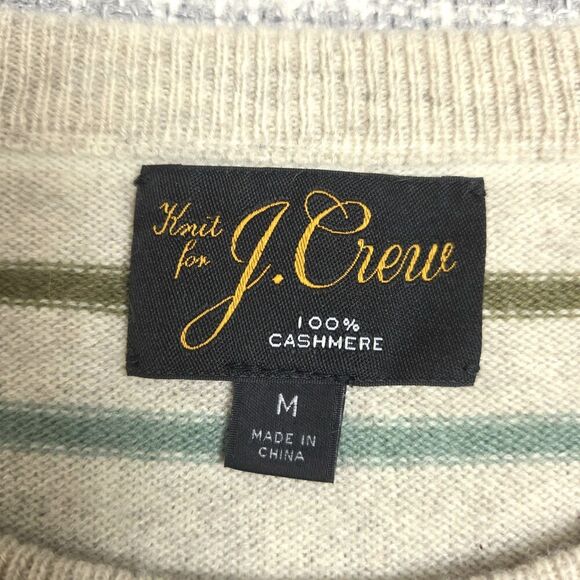 Knit
for
J. Crew
100%
CASHMERE
M
MADE IN
CHINA